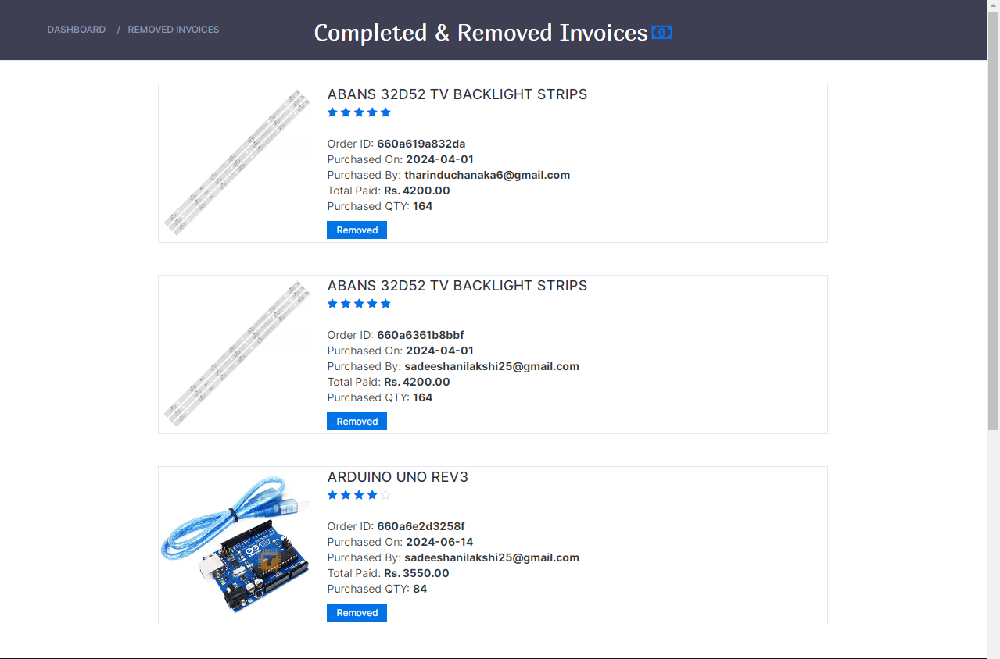 DASHBOARD / REMOVED INVOICES
Completed & Removed Invoices
ABANS 32D52 TV BACKLIGHT STRIPS
Order ID: 660a619a832da
Purchased On: 2024-04-01
Purchased By: tharinduchanaka6@gmail.com
Total Paid: Rs. 4200.00
Purchased QTY: 164
Removed
ABANS 32D52 TV BACKLIGHT STRIPS
Order ID: 660a6361b8bbf
Purchased On: 2024-04-01
Purchased By: sadeeshanilakshi25@gmail.com
Total Paid: Rs. 4200.00
Purchased QTY: 164
Removed
ARDUINO UNO REV3
UNO
Order ID: 660a6e2d3258f
Purchased On: 2024-06-14
Purchased By: sadeeshanilakshi25@gmail.com
Total Paid: Rs. 3550.00
Purchased QTY: 84
Removed